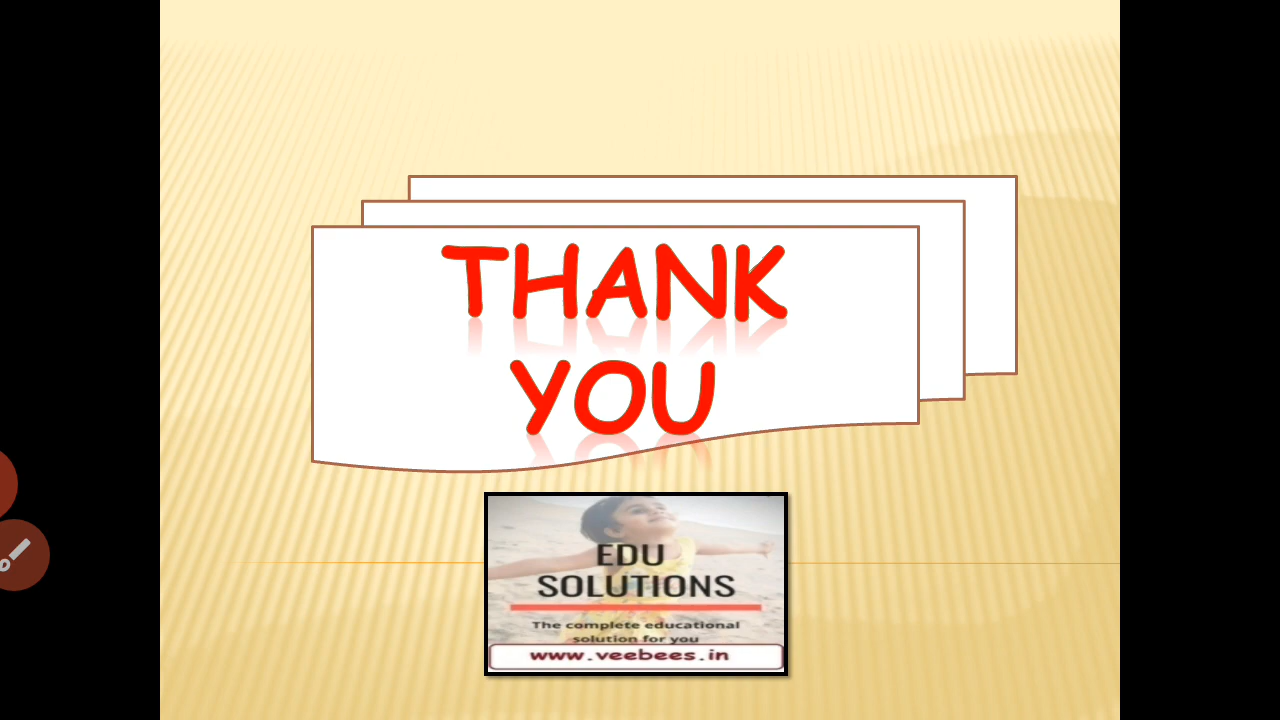 THANK
YOU
EDU
SOLUTIONS
The complete educational
solution for you
www.veebees.in